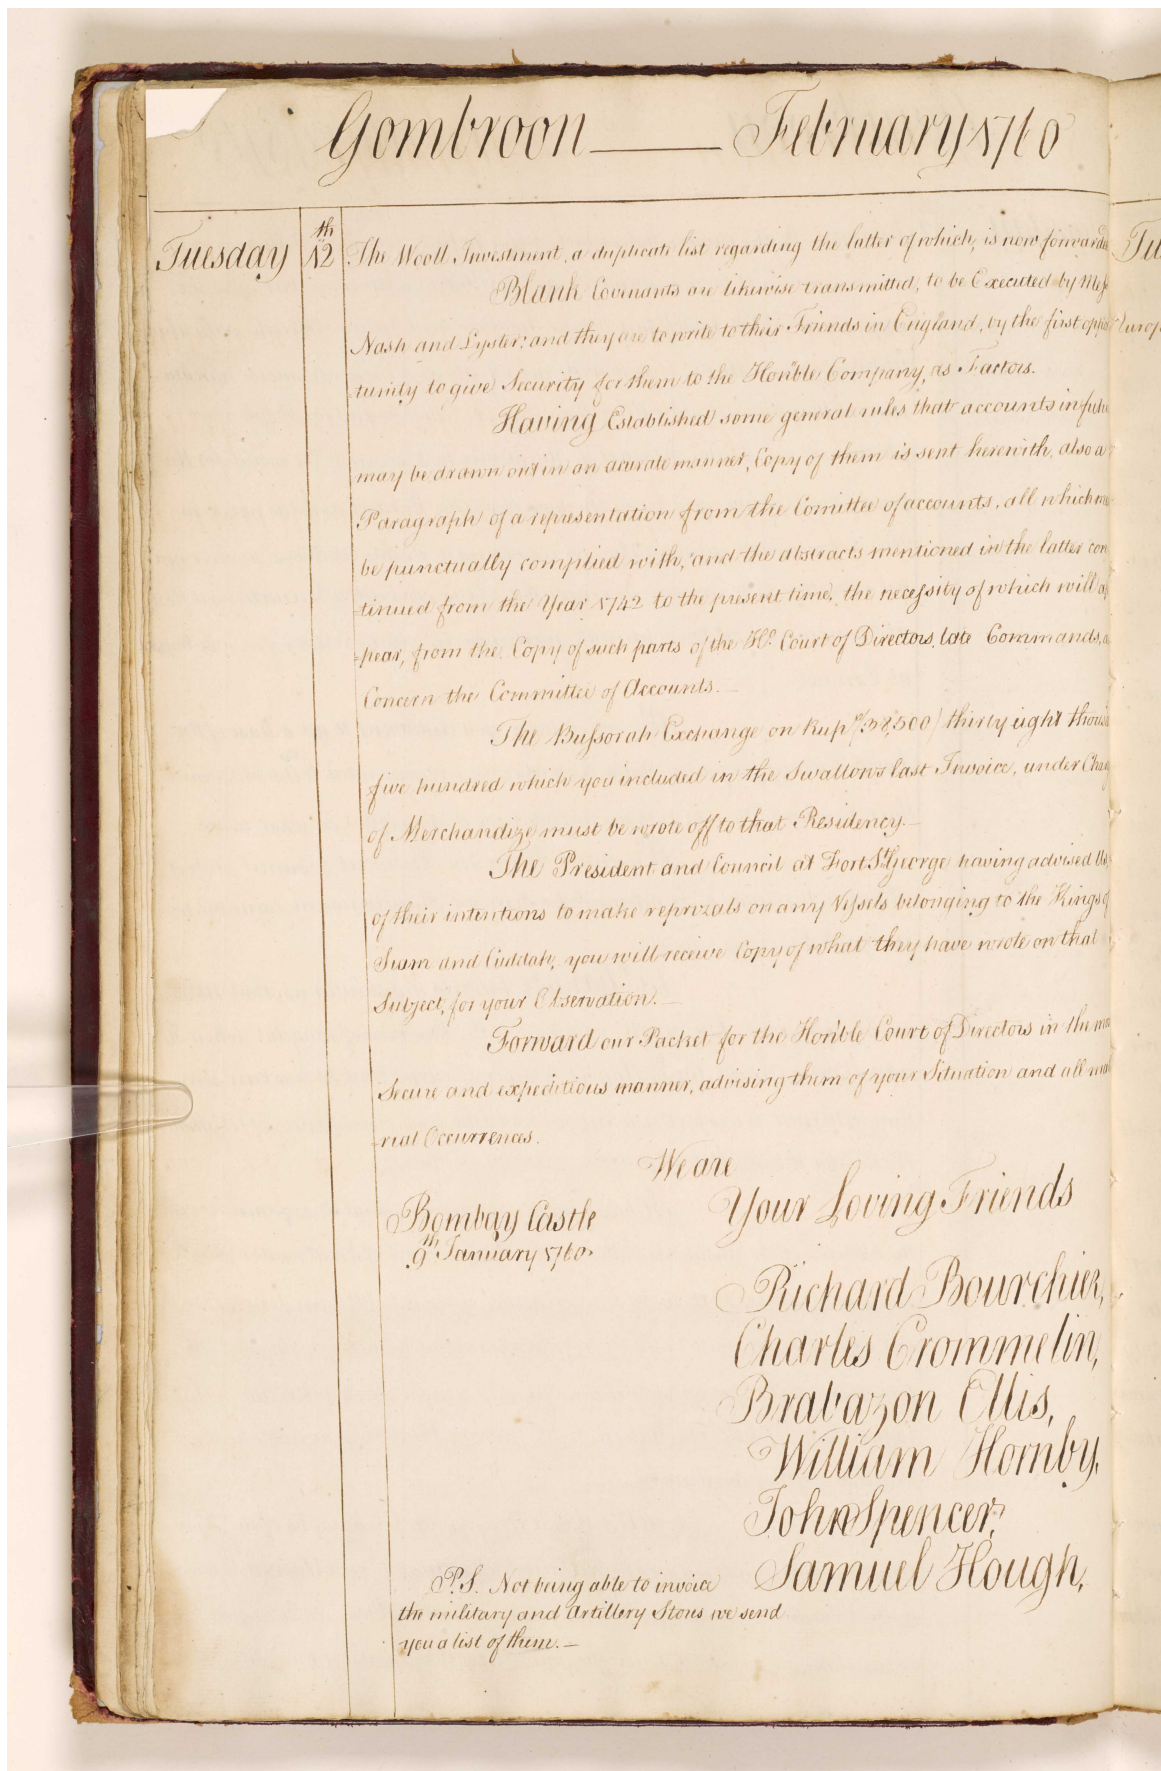 Gombroon — February 1760
Tuesday 12th The Wooll Investment, a duplicate list regarding the latter of which, is now forwarded
Blank Covenants are likewise transmitted, to be Executed by Mess
Nash and Lyster; and they are to write to their Friends in England, by the first oppor
tunity to give Security for them to the Hon'ble Company, as Factors.
Having Established some general rules that accounts in futu
may be drawn out in an acurate manner, Copy of them is sent herewith, also a
Paragraph of a representation from the Comittee of accounts, all which
be punctually complied with, and the abstracts mentioned in the latter con
tinued from the Year 1742 to the present time, the necessity of which will ap
pear, from the Copy of such parts of the Ho. Court of Directors, late Commands, as
Concern the Committee of Accounts.—
The Bussorah Exchange on Rups (38,500) thirty eight thous
five hundred which you included in the Swallows last Invoice, under Charg
of Merchandize must be wrote off to that Residency.—
The President and Council at Fort St. George having advised Us,
of their intentions to make reprizals on any Vessels belonging to the Kings of
Siam and Quddah, you will receive Copy of what they have wrote on that
Subject, for your Observation.—
Forward our Packet for the Hon'ble Court of Directors in the mo
Secure and expeditious manner, advising them of your Situation and all mat
-rial Occurrences.
We are
Your Loving Friends
Bombay Castle
9th January 1760.
Richard Bourchier,
Charles Crommelin,
Brabazon Ellis,
William Hornby,
John Spencer,
Samuel Hough,
P.S. Not being able to invoice
the military and Artillery Stores we send
you a list of them.—
Tu
Europ